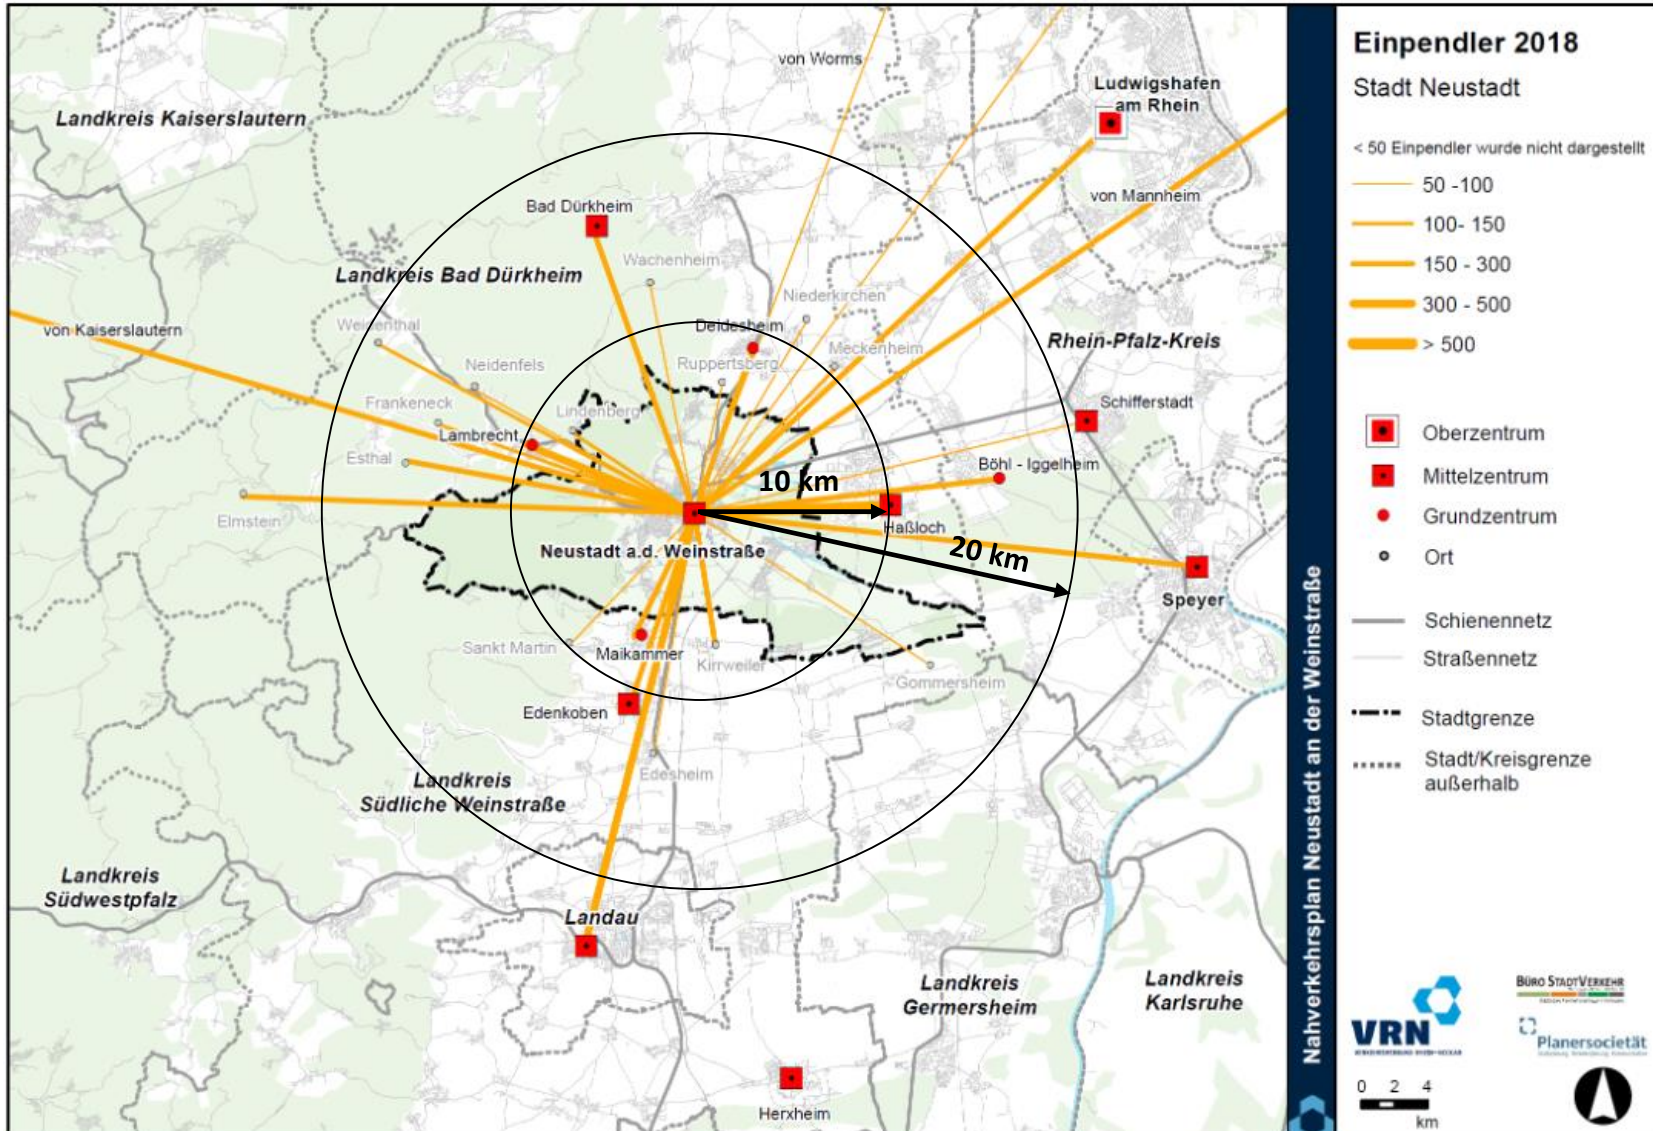 von Worms
Ludwigshafen
am Rhein
Landkreis Kaiserslautern
von Mannheim
Bad Dürkheim
Landkreis Bad Dürkheim
Wachenheim
Niederkirchen
von Kaiserslautern
Weidenthal
Deidesheim
Rhein-Pfalz-Kreis
Neidenfels
Ruppertsberg
Meckenheim
Frankeneck
Lindenberg
Schifferstadt
Lambrecht
Esthal
Böhl - Iggelheim
10 km
Elmstein
Haßloch
Neustadt a.d. Weinstraße
20 km
Speyer
Sankt Martin
Maikammer
Kirrweiler
Gommersheim
Edenkoben
Edesheim
Landkreis
Südliche Weinstraße
Landkreis
Südwestpfalz
Landau
Landkreis
Germersheim
Landkreis
Karlsruhe
Herxheim
Nahverkehrsplan Neustadt an der Weinstraße
Einpendler 2018
Stadt Neustadt
< 50 Einpendler wurde nicht dargestellt
50 -100
100- 150
150 - 300
300 - 500
> 500
Oberzentrum
Mittelzentrum
Grundzentrum
Ort
Schienennetz
Straßennetz
Stadtgrenze
Stadt/Kreisgrenze
außerhalb
VRN
BÜRO STADTVERKEHR
Planersocietät
0 2 4
km